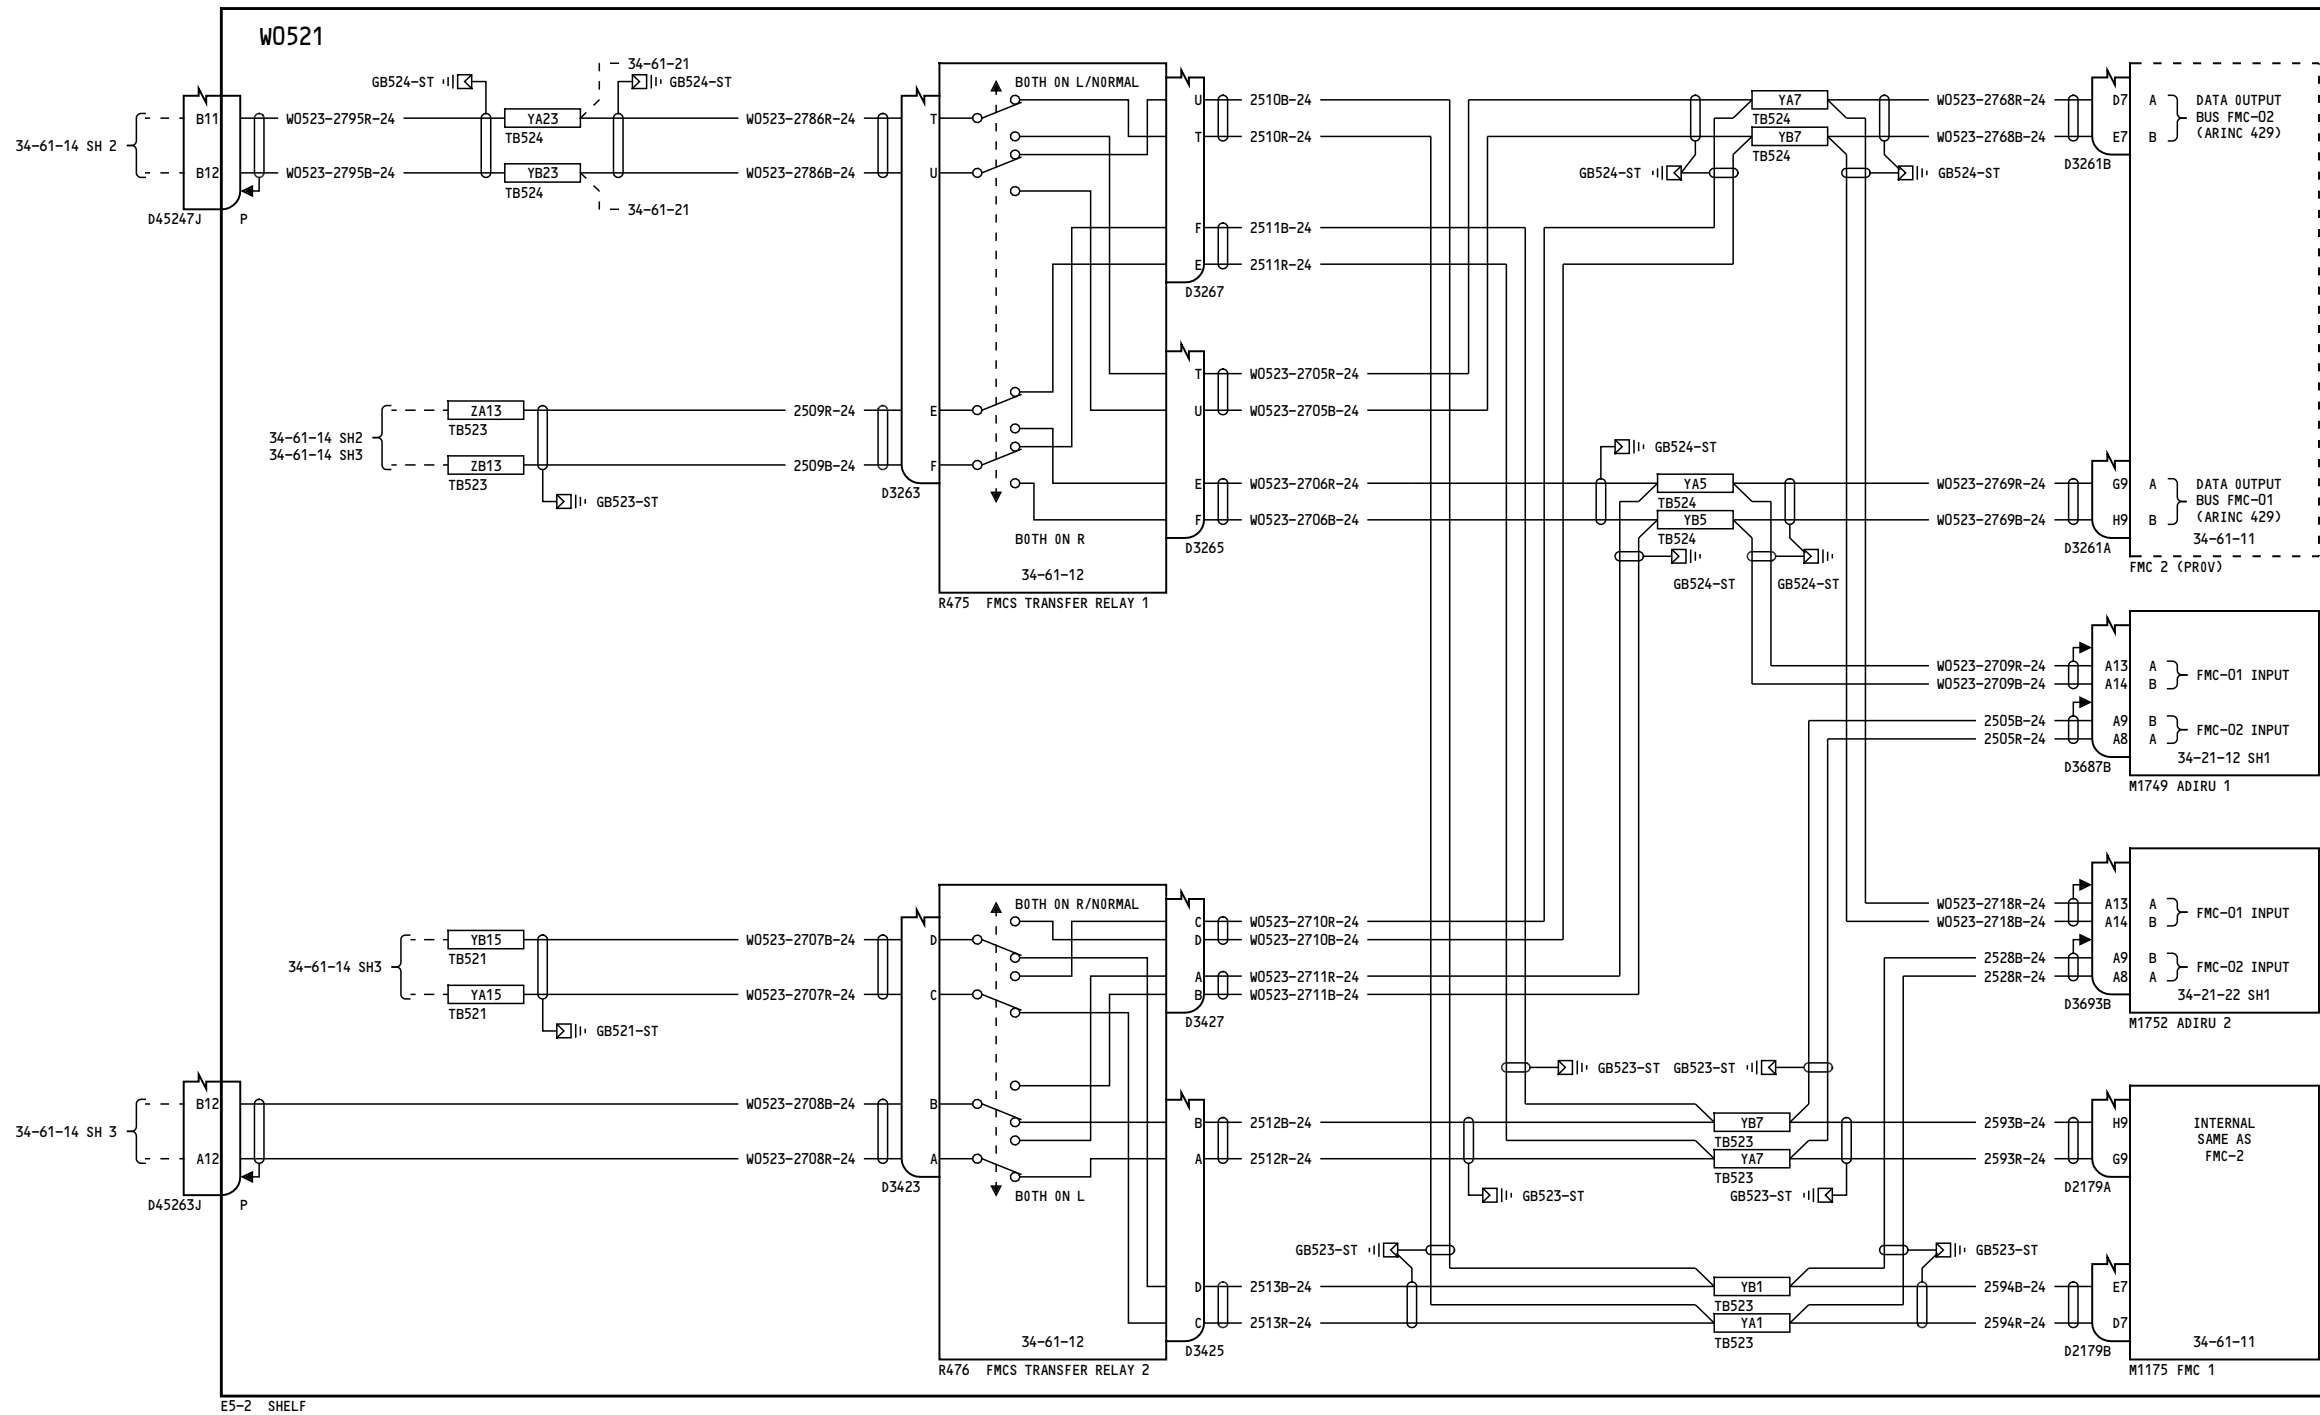 W0521
34-61-14 SH 2
B11
B12
D45247J
P
W0523-2795R-24
W0523-2795B-24
GB524-ST
YA23
TB524
YB23
TB524
34-61-21
34-61-21
GB524-ST
W0523-2786R-24
W0523-2786B-24
T
U
34-61-14 SH2
34-61-14 SH3
ZA13
TB523
ZB13
TB523
GB523-ST
2509R-24
2509B-24
E
F
D3263
BOTH ON L/NORMAL
BOTH ON R
34-61-12
R475 FMCS TRANSFER RELAY 1
U
T
F
E
D3267
T
U
E
F
D3265
2510B-24
2510R-24
2511B-24
2511R-24
W0523-2705R-24
W0523-2705B-24
W0523-2706R-24
W0523-2706B-24
YA7
TB524
YB7
TB524
GB524-ST
GB524-ST
GB524-ST
YA5
TB524
YB5
TB524
GB524-ST
GB524-ST
W0523-2768R-24
W0523-2768B-24
D7
E7
D3261B
A
B
DATA OUTPUT
BUS FMC-02
(ARINC 429)
W0523-2769R-24
W0523-2769B-24
G9
H9
D3261A
A
B
DATA OUTPUT
BUS FMC-01
(ARINC 429)
34-61-11
FMC 2 (PROV)
W0523-2709R-24
W0523-2709B-24
2505B-24
2505R-24
A13
A14
A9
A8
D3687B
A
B
FMC-01 INPUT
B
A
FMC-02 INPUT
34-21-12 SH1
M1749 ADIRU 1
W0523-2718R-24
W0523-2718B-24
2528B-24
2528R-24
A13
A14
A9
A8
D3693B
A
B
FMC-01 INPUT
B
A
FMC-02 INPUT
34-21-22 SH1
M1752 ADIRU 2
34-61-14 SH3
YB15
TB521
YA15
TB521
GB521-ST
W0523-2707B-24
W0523-2707R-24
D
C
34-61-14 SH 3
B12
A12
D45263J
P
W0523-2708B-24
W0523-2708R-24
B
A
D3423
BOTH ON R/NORMAL
BOTH ON L
34-61-12
R476 FMCS TRANSFER RELAY 2
C
D
A
B
D3427
B
A
D
C
D3425
W0523-2710R-24
W0523-2710B-24
W0523-2711R-24
W0523-2711B-24
2512B-24
2512R-24
2513B-24
2513R-24
GB523-ST
GB523-ST
YB7
TB523
YA7
TB523
GB523-ST
GB523-ST
GB523-ST
GB523-ST
YB1
TB523
YA1
TB523
2593B-24
2593R-24
H9
G9
D2179A
INTERNAL
SAME AS
FMC-2
2594B-24
2594R-24
E7
D7
D2179B
34-61-11
M1175 FMC 1
E5-2 SHELF